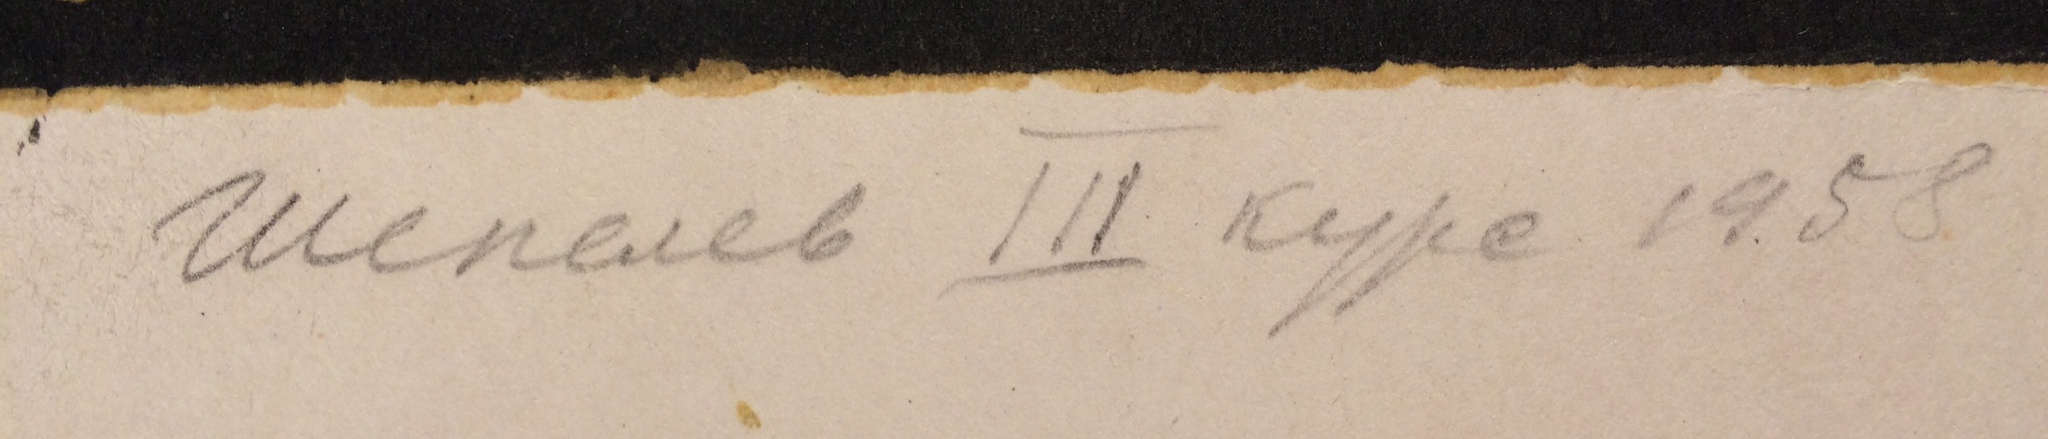 Шепелев III курс 1958